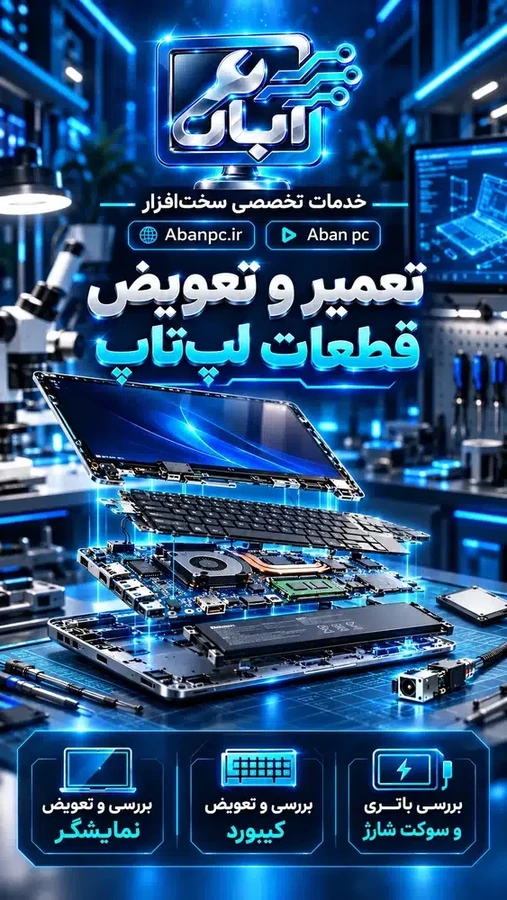 آبان
خدمات تخصصی سخت‌افزار
Abanpc.ir
Aban pc
تعمیر و تعویض
قطعات لپ‌تاپ
بررسی و تعویض
نمایشگر
بررسی و تعویض
کیبورد
بررسی باتــری
و سوکت شارژ